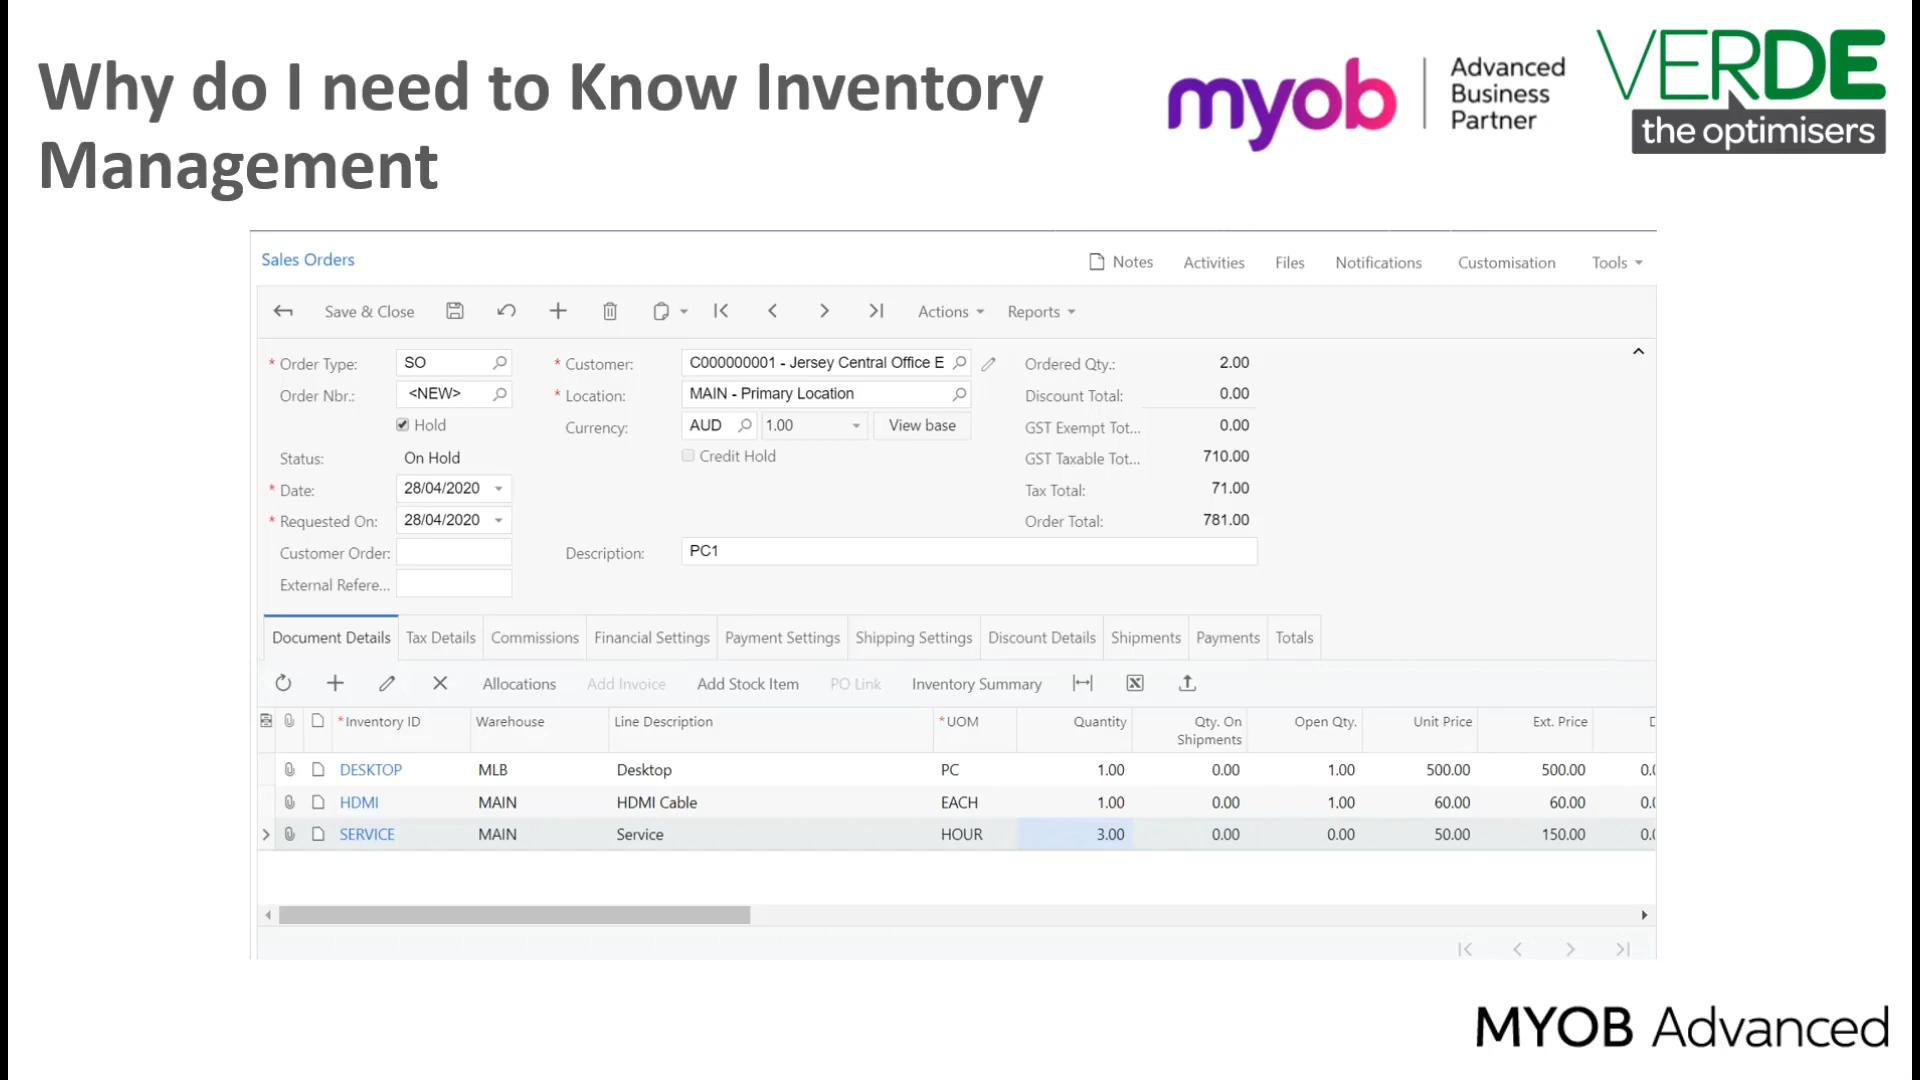 Why do I need to Know Inventory
Management
myob
Advanced
Business
Partner
VERDE
the optimisers
Sales Orders
Notes Activities Files Notifications Customisation Tools
Save & Close Actions Reports
* Order Type: SO * Customer: C000000001 - Jersey Central Office E Ordered Qty.: 2.00
Order Nbr.: <NEW> * Location: MAIN - Primary Location Discount Total: 0.00
Hold Currency: AUD 1.00 View base GST Exempt Tot... 0.00
Status: On Hold Credit Hold GST Taxable Tot... 710.00
* Date: 28/04/2020 Tax Total: 71.00
* Requested On: 28/04/2020 Order Total: 781.00
Customer Order: Description: PC1
External Refere...
Document Details Tax Details Commissions Financial Settings Payment Settings Shipping Settings Discount Details Shipments Payments Totals
Allocations Add Invoice Add Stock Item PO Link Inventory Summary
* Inventory ID Warehouse Line Description * UOM Quantity Qty. On Open Qty. Unit Price Ext. Price
Shipments
DESKTOP MLB Desktop PC 1.00 0.00 1.00 500.00 500.00 0.
HDMI MAIN HDMI Cable EACH 1.00 0.00 1.00 60.00 60.00 0.
SERVICE MAIN Service HOUR 3.00 0.00 0.00 50.00 150.00 0.
MYOB Advanced